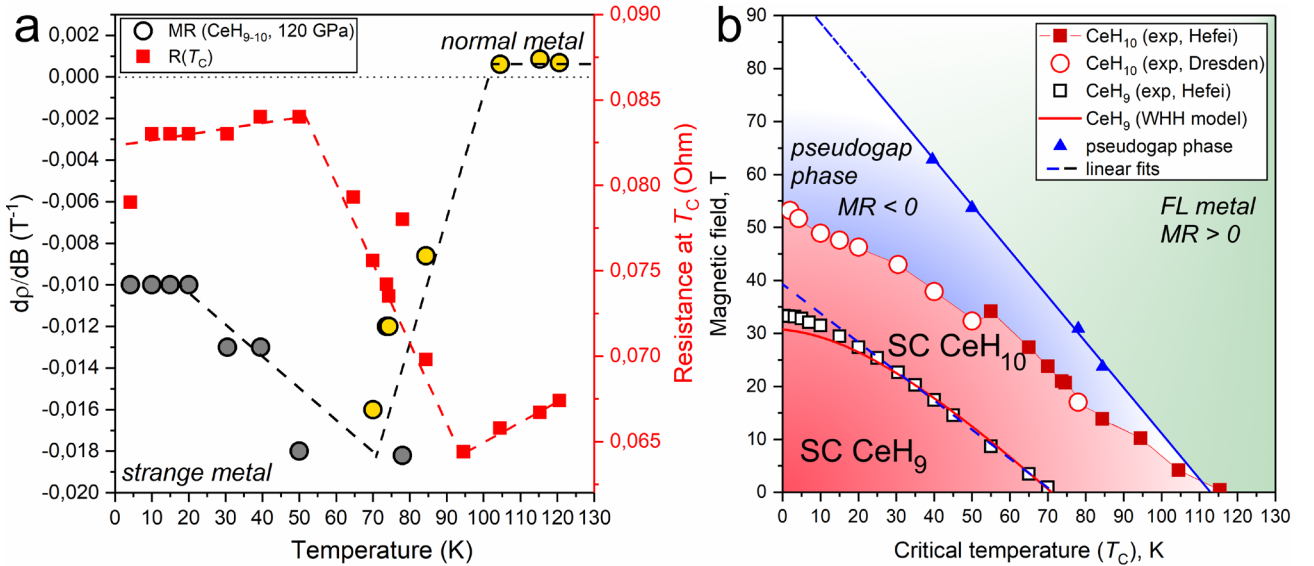 a
MR (CeH9-10, 120 GPa)
R(TC)
normal metal
strange metal
0,002
0,000
-0,002
-0,004
-0,006
-0,008
-0,010
-0,012
-0,014
-0,016
-0,018
-0,020
dρ/dB (T-1)
0 10 20 30 40 50 60 70 80 90 100 110 120 130
Temperature (K)
0,095
0,090
0,085
0,080
0,075
0,070
0,065
Resistance at TC (Ohm)
b
CeH10 (exp, Hefei)
CeH10 (exp, Dresden)
CeH9 (exp, Hefei)
CeH9 (WHH model)
pseudogap phase
linear fits
pseudogap
phase
MR < 0
FL metal
MR > 0
SC CeH10
SC CeH9
90
80
70
60
50
40
30
20
10
0
Magnetic field, T
0 10 20 30 40 50 60 70 80 90 100 110 120 130
Critical temperature (TC), K